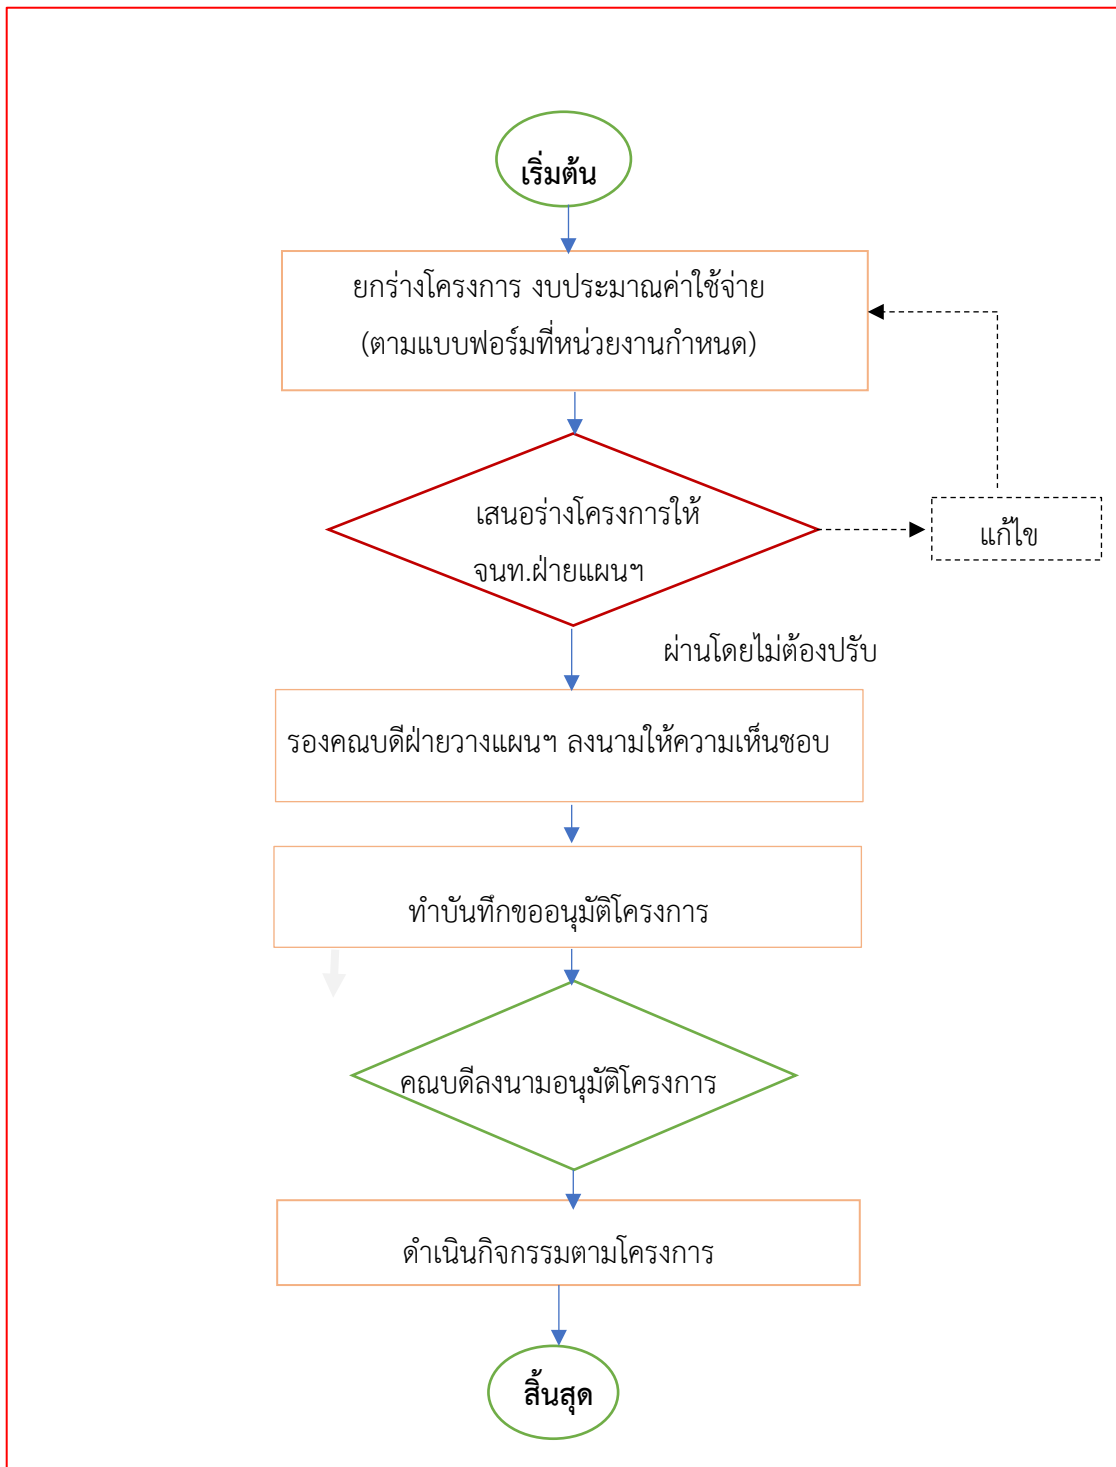 เริ่มต้น
ยกร่างโครงการ งบประมาณค่าใช้จ่าย
(ตามแบบฟอร์มที่หน่วยงานกำหนด)
เสนอร่างโครงการให้
จนท.ฝ่ายแผนฯ
แก้ไข
ผ่านโดยไม่ต้องปรับ
รองคณบดีฝ่ายวางแผนฯ ลงนามให้ความเห็นชอบ
ทำบันทึกขออนุมัติโครงการ
คณบดีลงนามอนุมัติโครงการ
ดำเนินกิจกรรมตามโครงการ
สิ้นสุด